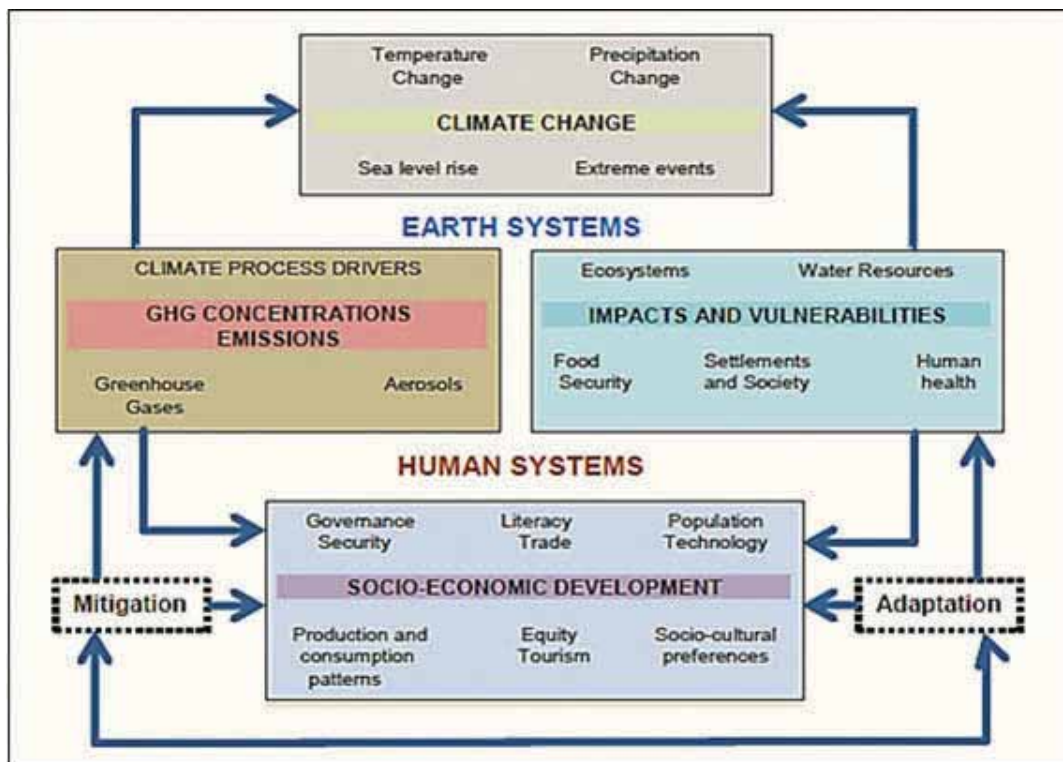 Temperature
Change
Precipitation
Change
CLIMATE CHANGE
Sea level rise
Extreme events
EARTH SYSTEMS
CLIMATE PROCESS DRIVERS
GHG CONCENTRATIONS
EMISSIONS
Greenhouse
Gases
Aerosols
Ecosystems
Water Resources
IMPACTS AND VULNERABILITIES
Food
Security
Settlements
and Society
Human
health
HUMAN SYSTEMS
Governance
Security
Literacy
Trade
Population
Technology
SOCIO-ECONOMIC DEVELOPMENT
Production and
consumption
patterns
Equity
Tourism
Socio-cultural
preferences
Mitigation
Adaptation